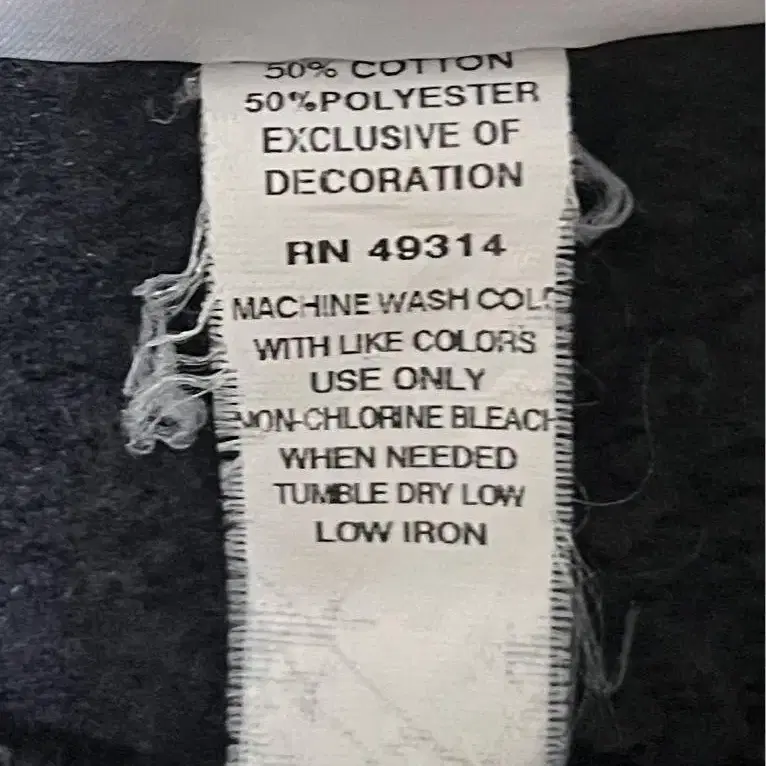 50% COTTON
50%POLYESTER
EXCLUSIVE OF
DECORATION
RN 49314
MACHINE WASH COLD
WITH LIKE COLORS
USE ONLY
NON-CHLORINE BLEACH
WHEN NEEDED
TUMBLE DRY LOW
LOW IRON